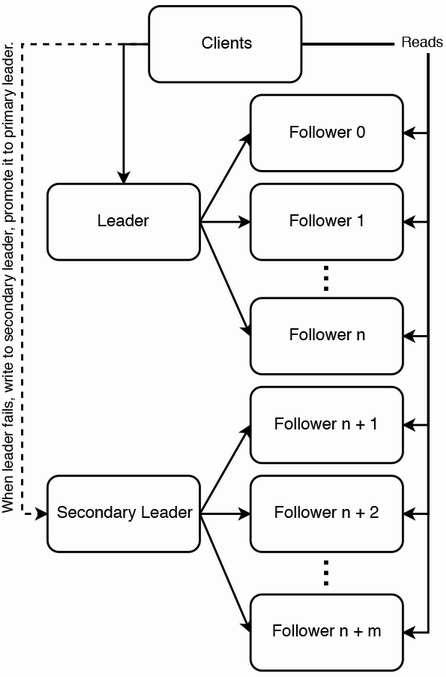 Clients
Reads
When leader fails, write to secondary leader, promote it to primary leader.
Follower 0
Leader
Follower 1
Follower n
Follower n + 1
Secondary Leader
Follower n + 2
Follower n + m